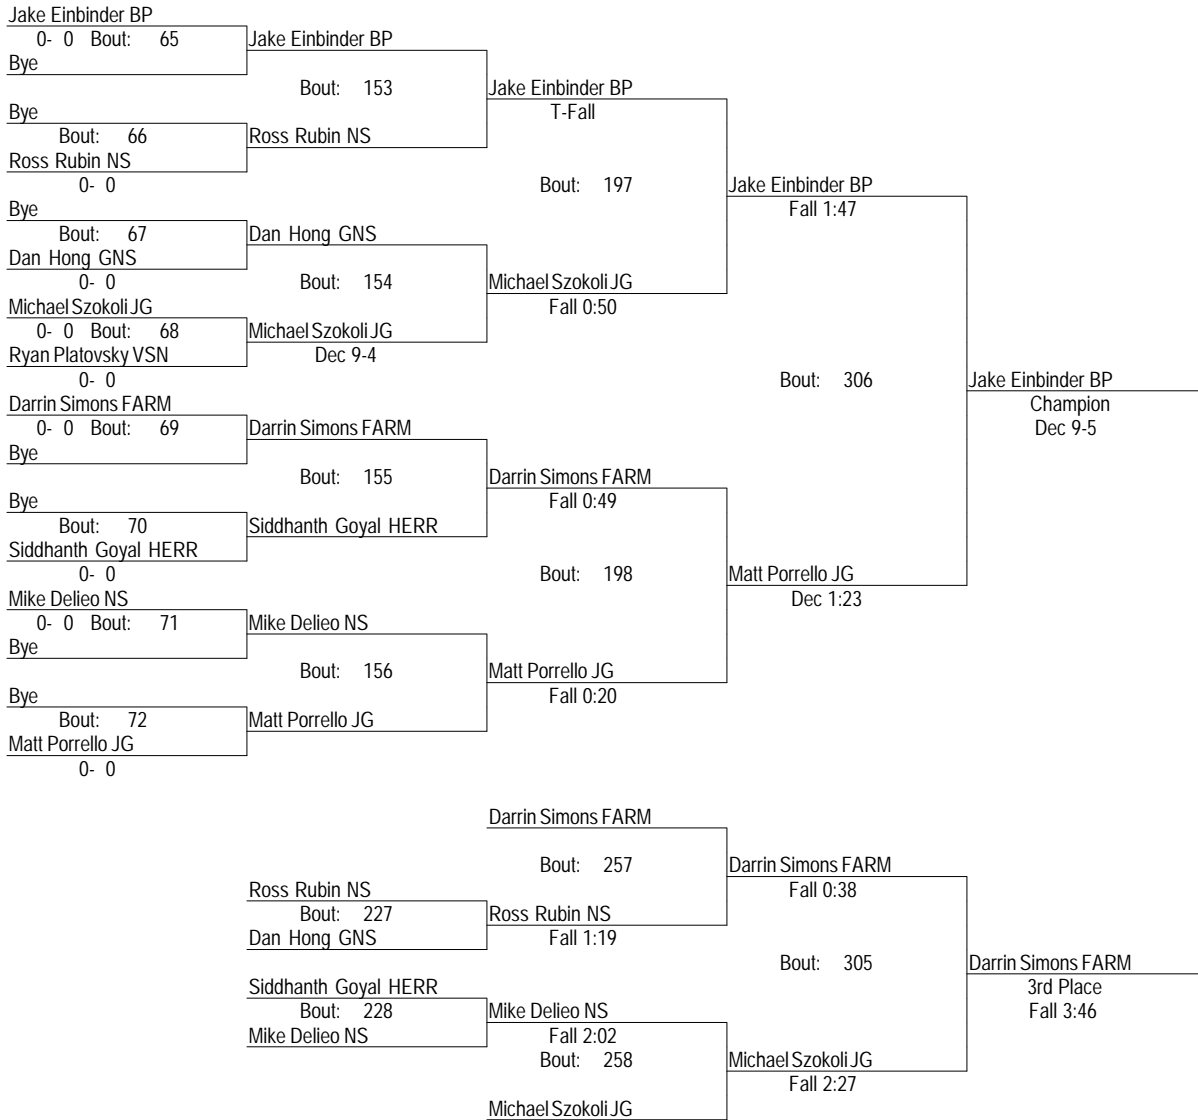 Jake Einbinder BP
0- 0 Bout: 65
Jake Einbinder BP
Bye
Bout: 153
Jake Einbinder BP
T-Fall
Bye
Bout: 66
Ross Rubin NS
Ross Rubin NS
0- 0
Bout: 197
Jake Einbinder BP
Fall 1:47
Bye
Bout: 67
Dan Hong GNS
Dan Hong GNS
0- 0
Bout: 154
Michael Szokoli JG
Fall 0:50
Michael Szokoli JG
0- 0 Bout: 68
Michael Szokoli JG
Dec 9-4
Ryan Platovsky VSN
0- 0
Bout: 306
Jake Einbinder BP
Champion
Dec 9-5
Darrin Simons FARM
0- 0 Bout: 69
Darrin Simons FARM
Bye
Bout: 155
Darrin Simons FARM
Fall 0:49
Bye
Bout: 70
Siddhanth Goyal HERR
Siddhanth Goyal HERR
0- 0
Bout: 198
Matt Porrello JG
Dec 1:23
Mike Delieo NS
0- 0 Bout: 71
Mike Delieo NS
Bye
Bout: 156
Matt Porrello JG
Fall 0:20
Bye
Bout: 72
Matt Porrello JG
Matt Porrello JG
0- 0
Darrin Simons FARM
Bout: 257
Darrin Simons FARM
Fall 0:38
Ross Rubin NS
Bout: 227
Ross Rubin NS
Fall 1:19
Dan Hong GNS
Bout: 305
Darrin Simons FARM
3rd Place
Fall 3:46
Siddhanth Goyal HERR
Bout: 228
Mike Delieo NS
Fall 2:02
Mike Delieo NS
Bout: 258
Michael Szokoli JG
Fall 2:27
Michael Szokoli JG